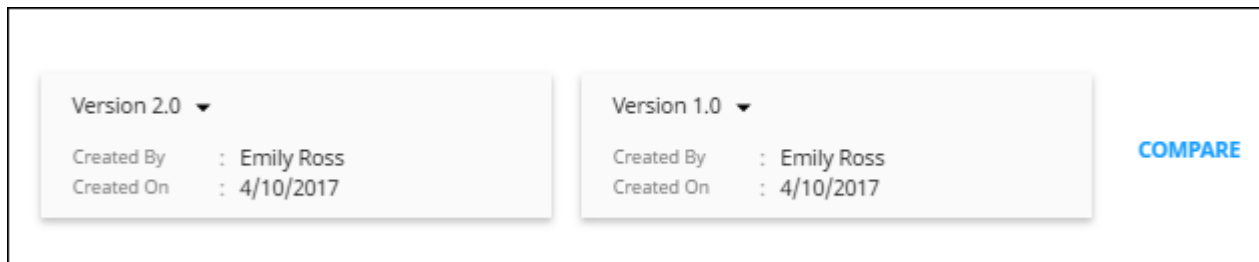 Version 2.0
Created By : Emily Ross
Created On : 4/10/2017
Version 1.0
Created By : Emily Ross
Created On : 4/10/2017
COMPARE